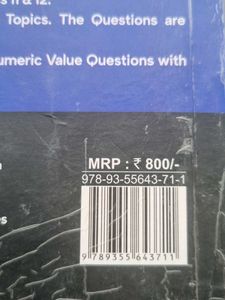 s 11 & 12.
Topics. The Questions are
umeric Value Questions with
MRP : ₹ 800/-
978-93-55643-71-1
es
9 789355 643711